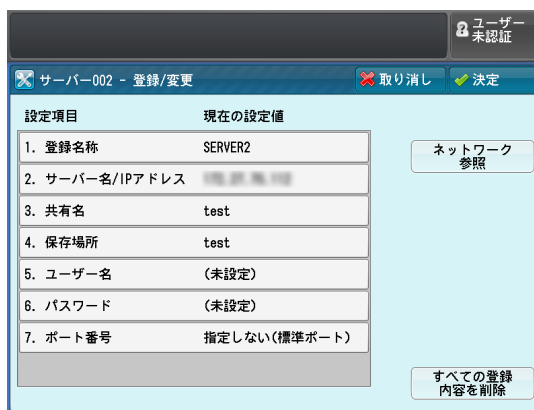 ユーザー
未認証
サーバー002 - 登録/変更
取り消し
決定
設定項目 現在の設定値
1. 登録名称 SERVER2
2. サーバー名/IPアドレス
3. 共有名 test
4. 保存場所 test
5. ユーザー名 (未設定)
6. パスワード (未設定)
7. ポート番号 指定しない(標準ポート)
ネットワーク
参照
すべての登録
内容を削除